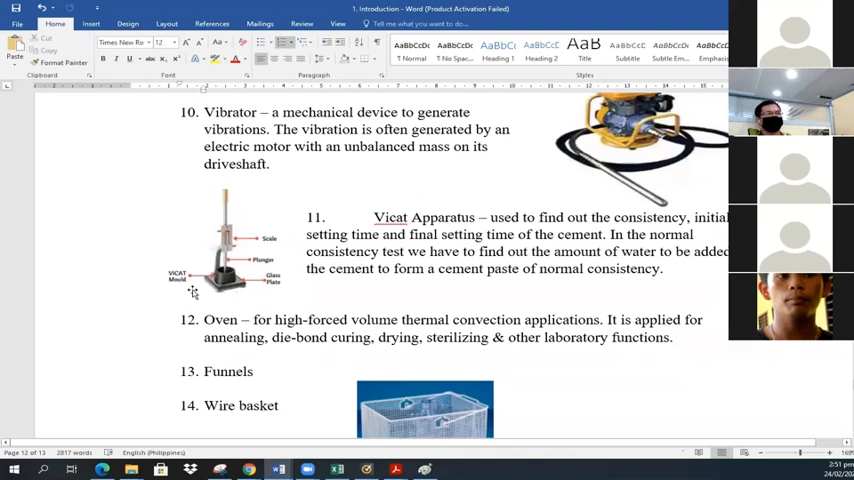 1. Introduction - Word (Product Activation Failed)
File Home Insert Draw Design Layout References Mailings Review View Help Tell me what you want to do
Cut
Copy
Paste
Format Painter
Times New Ro 12
AaBbCcDc AaBbCcDc AaBbCc AaBbCcC AaB AaBbCcC AaBbCcDc AaBbCcDc
¶ Normal ¶ No Spac... Heading 1 Heading 2 Title Subtitle Subtle Em... Emphasis
Clipboard Font Paragraph Styles
10. Vibrator – a mechanical device to generate
vibrations. The vibration is often generated by an
electric motor with an unbalanced mass on its
driveshaft.
11. Vicat Apparatus – used to find out the consistency, initial
setting time and final setting time of the cement. In the normal
consistency test we have to find out the amount of water to be added
the cement to form a cement paste of normal consistency.
Scale
Plunger
VICAT
Mould
Glass
Plate
12. Oven – for high-forced volume thermal convection applications. It is applied for
annealing, die-bond curing, drying, sterilizing & other laboratory functions.
13. Funnels
14. Wire basket
Page 12 of 13 2817 words English (Philippines) 169%
2:51 pm
24/02/202